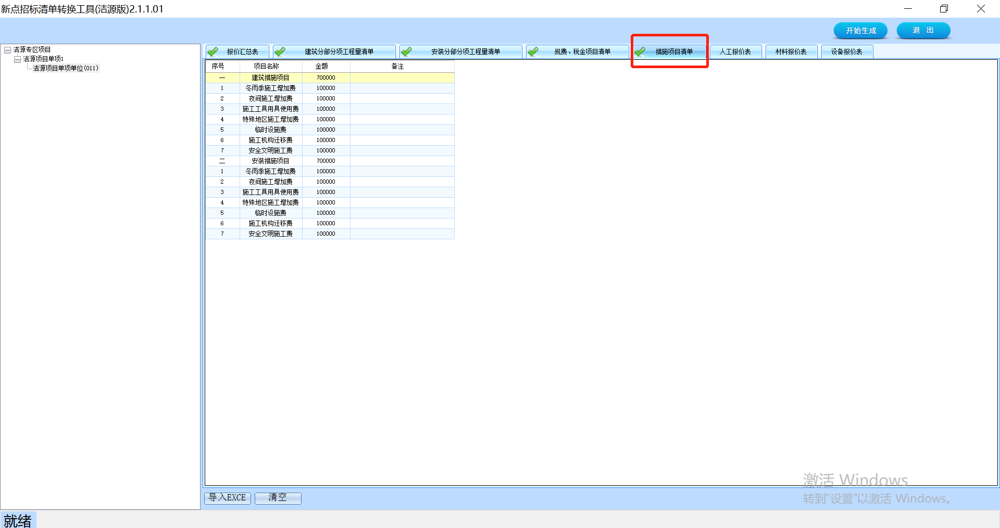 新点招标清单转换工具(洁源版)2.1.1.01
开始生成 退 出
洁源专区项目
洁源项目单项1
洁源项目单项单位(011)
报价汇总表 建筑分部分项工程量清单 安装分部分项工程量清单 规费、税金项目清单 措施项目清单 人工报价表 材料报价表 设备报价表
序号 项目名称 金额 备注
一 建筑措施项目 700000
1 冬雨季施工增加费 100000
2 夜间施工增加费 100000
3 施工工具用具使用费 100000
4 特殊地区施工增加费 100000
5 临时设施费 100000
6 施工机构迁移费 100000
7 安全文明施工费 100000
二 安装措施项目 700000
1 冬雨季施工增加费 100000
2 夜间施工增加费 100000
3 施工工具用具使用费 100000
4 特殊地区施工增加费 100000
5 临时设施费 100000
6 施工机构迁移费 100000
7 安全文明施工费 100000
激活 Windows
转到“设置”以激活 Windows。
导入EXCE 清空
就绪